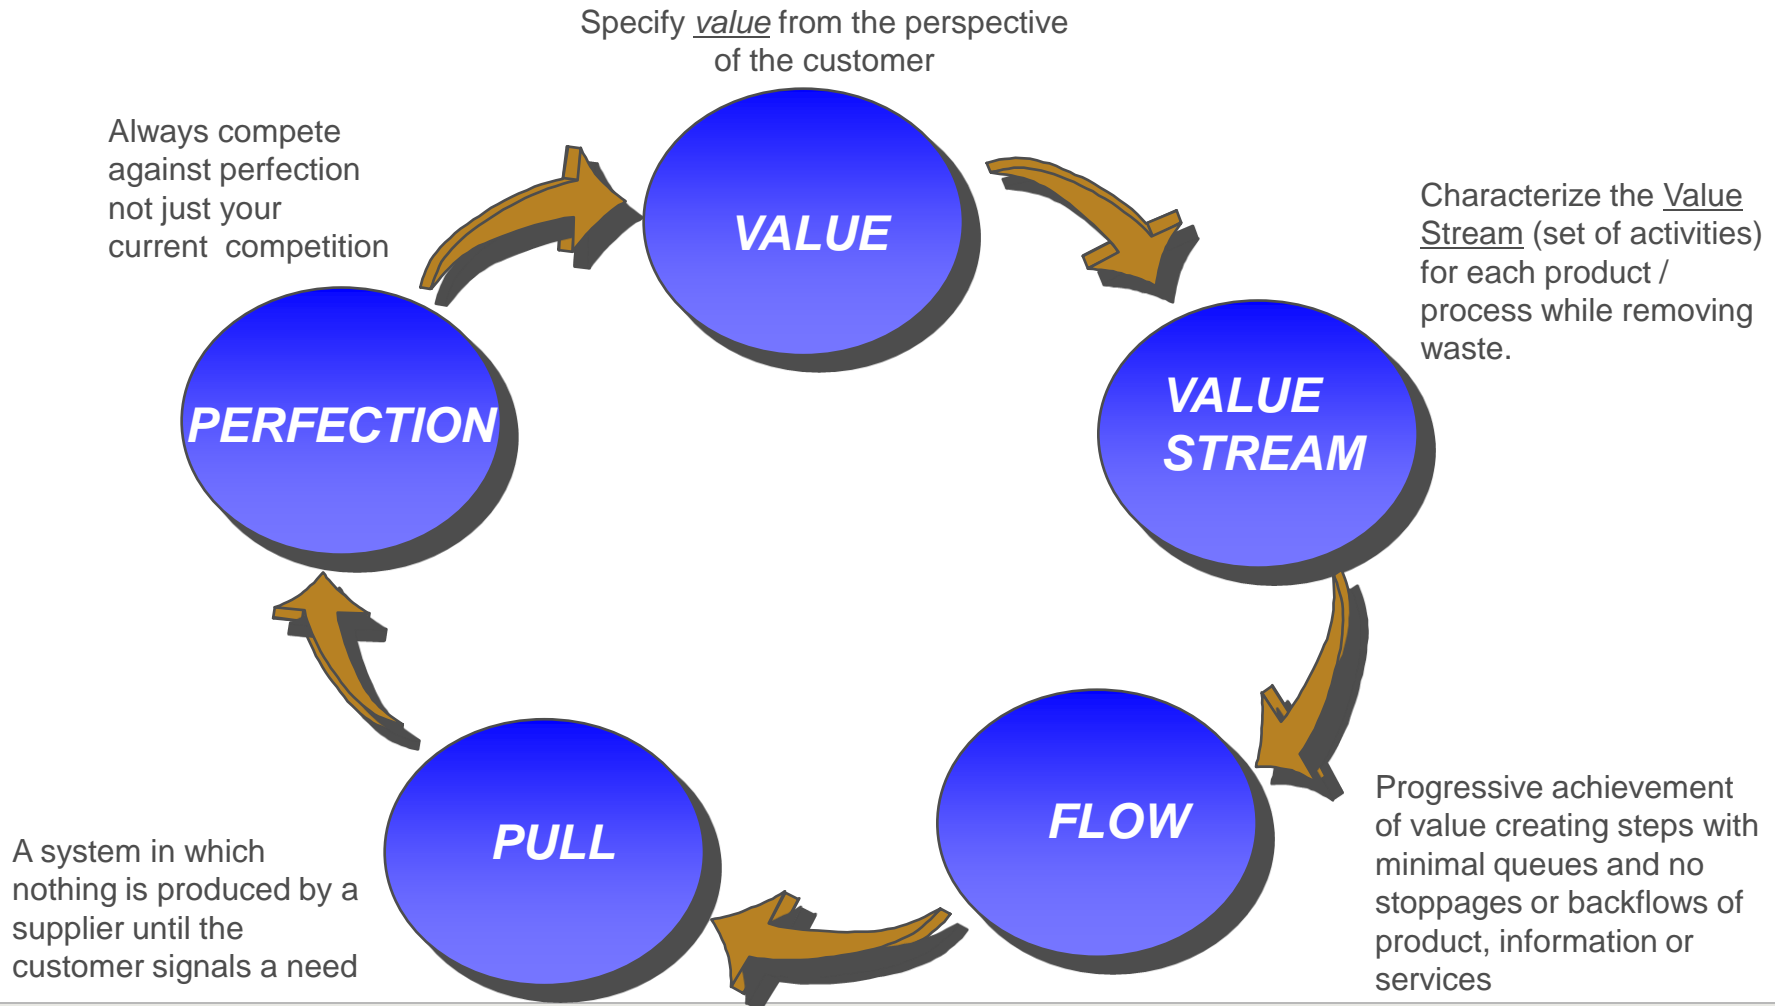 Specify value from the perspective
of the customer
Always compete
against perfection
not just your
current competition
VALUE
Characterize the Value
Stream (set of activities)
for each product /
process while removing
waste.
VALUE
STREAM
PERFECTION
Progressive achievement
of value creating steps with
minimal queues and no
stoppages or backflows of
product, information or
services
FLOW
PULL
A system in which
nothing is produced by a
supplier until the
customer signals a need